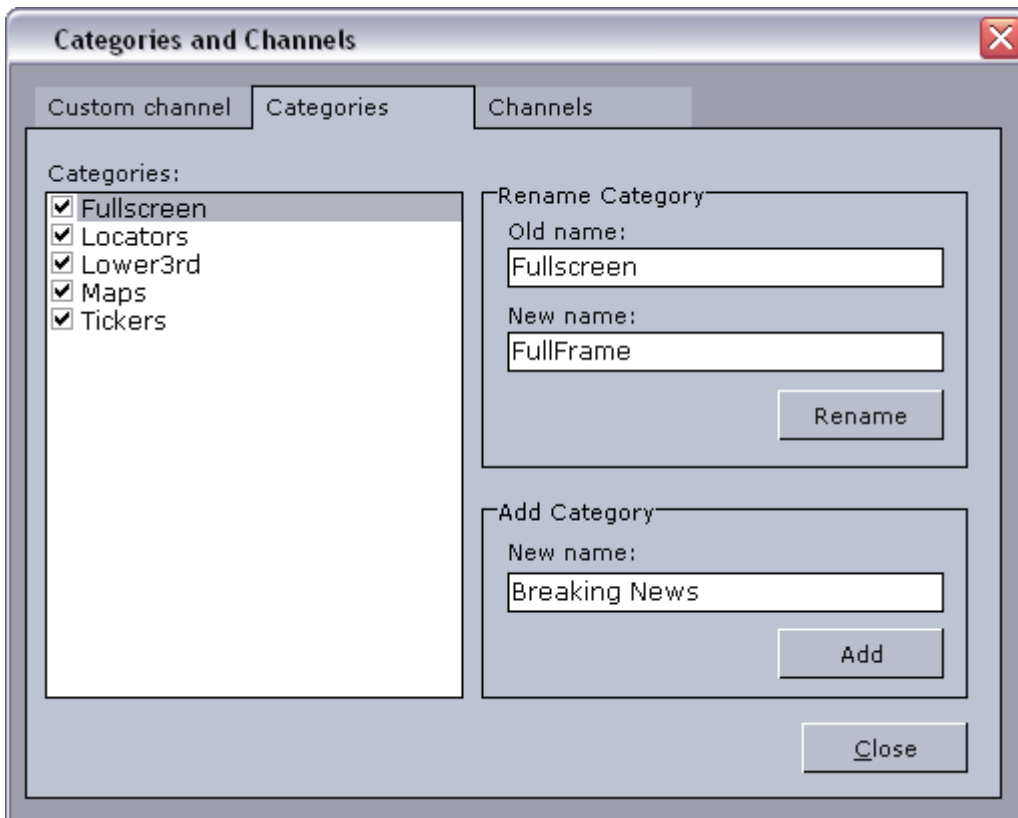 Categories and Channels
Custom channel
Categories
Channels
Categories:
Fullscreen
Locators
Lower3rd
Maps
Tickers
Rename Category
Old name:
Fullscreen
New name:
FullFrame
Rename
Add Category
New name:
Breaking News
Add
Close